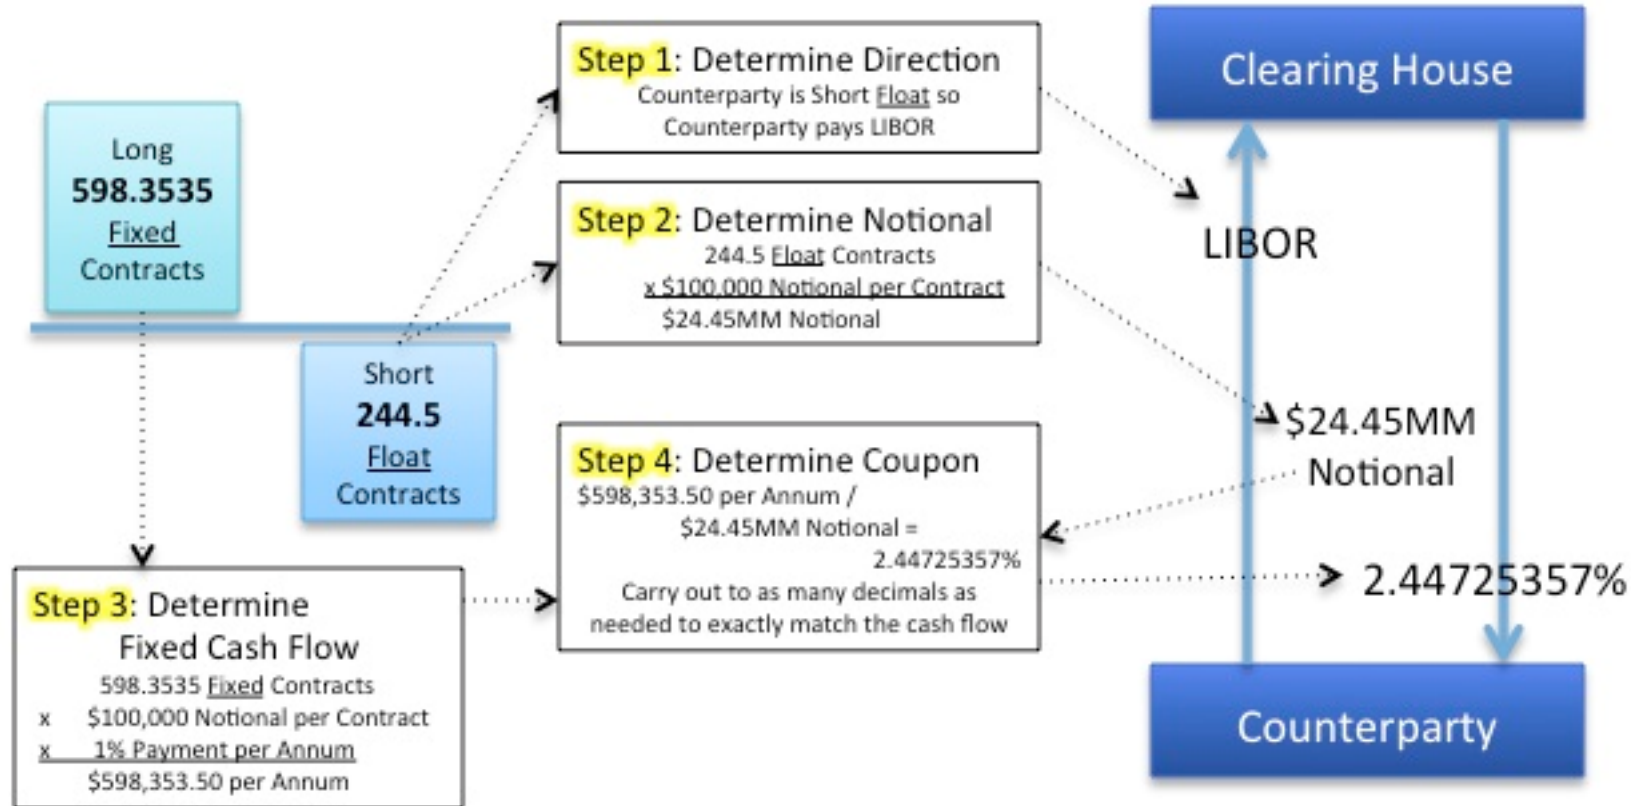 Long
598.3535
Fixed
Contracts
Short
244.5
Float
Contracts
Step 1: Determine Direction
Counterparty is Short Float so
Counterparty pays LIBOR
Step 2: Determine Notional
244.5 Float Contracts
x $100,000 Notional per Contract
$24.45MM Notional
Step 3: Determine
Fixed Cash Flow
598.3535 Fixed Contracts
x $100,000 Notional per Contract
x 1% Payment per Annum
$598,353.50 per Annum
Step 4: Determine Coupon
$598,353.50 per Annum /
$24.45MM Notional =
2.44725357%
Carry out to as many decimals as
needed to exactly match the cash flow
Clearing House
LIBOR
$24.45MM
Notional
2.44725357%
Counterparty